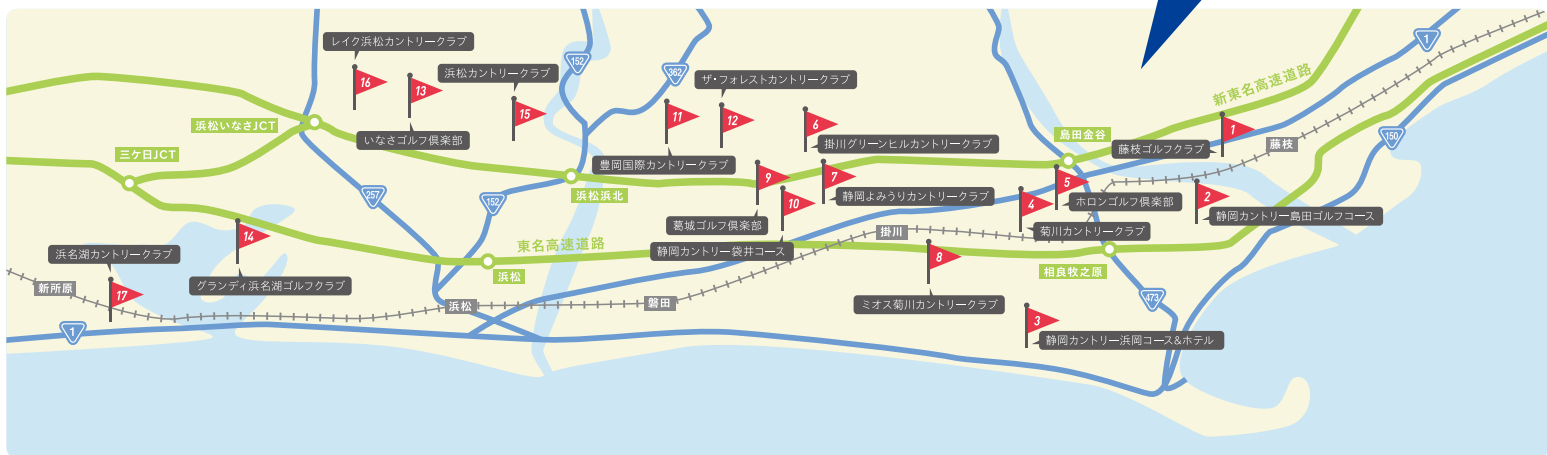 レイク浜松カントリークラブ
16
13
浜松カントリークラブ
15
いなさゴルフ倶楽部
浜松いなさJCT
三ケ日JCT
152
362
ザ・フォレストカントリークラブ
11
12
6
掛川グリーンヒルカントリークラブ
豊岡国際カントリークラブ
9
7
静岡よみうりカントリークラブ
10
葛城ゴルフ倶楽部
静岡カントリー袋井コース
浜松浜北
257
152
新東名高速道路
1
島田金谷
藤枝ゴルフクラブ
1
藤枝
150
5
ホロンゴルフ倶楽部
4
菊川カントリークラブ
2
静岡カントリー島田ゴルフコース
浜名湖カントリークラブ
14
グランディ浜名湖ゴルフクラブ
新所原
17
1
東名高速道路
浜松
浜松
磐田
掛川
8
ミオス菊川カントリークラブ
相良牧之原
473
3
静岡カントリー浜岡コース&ホテル